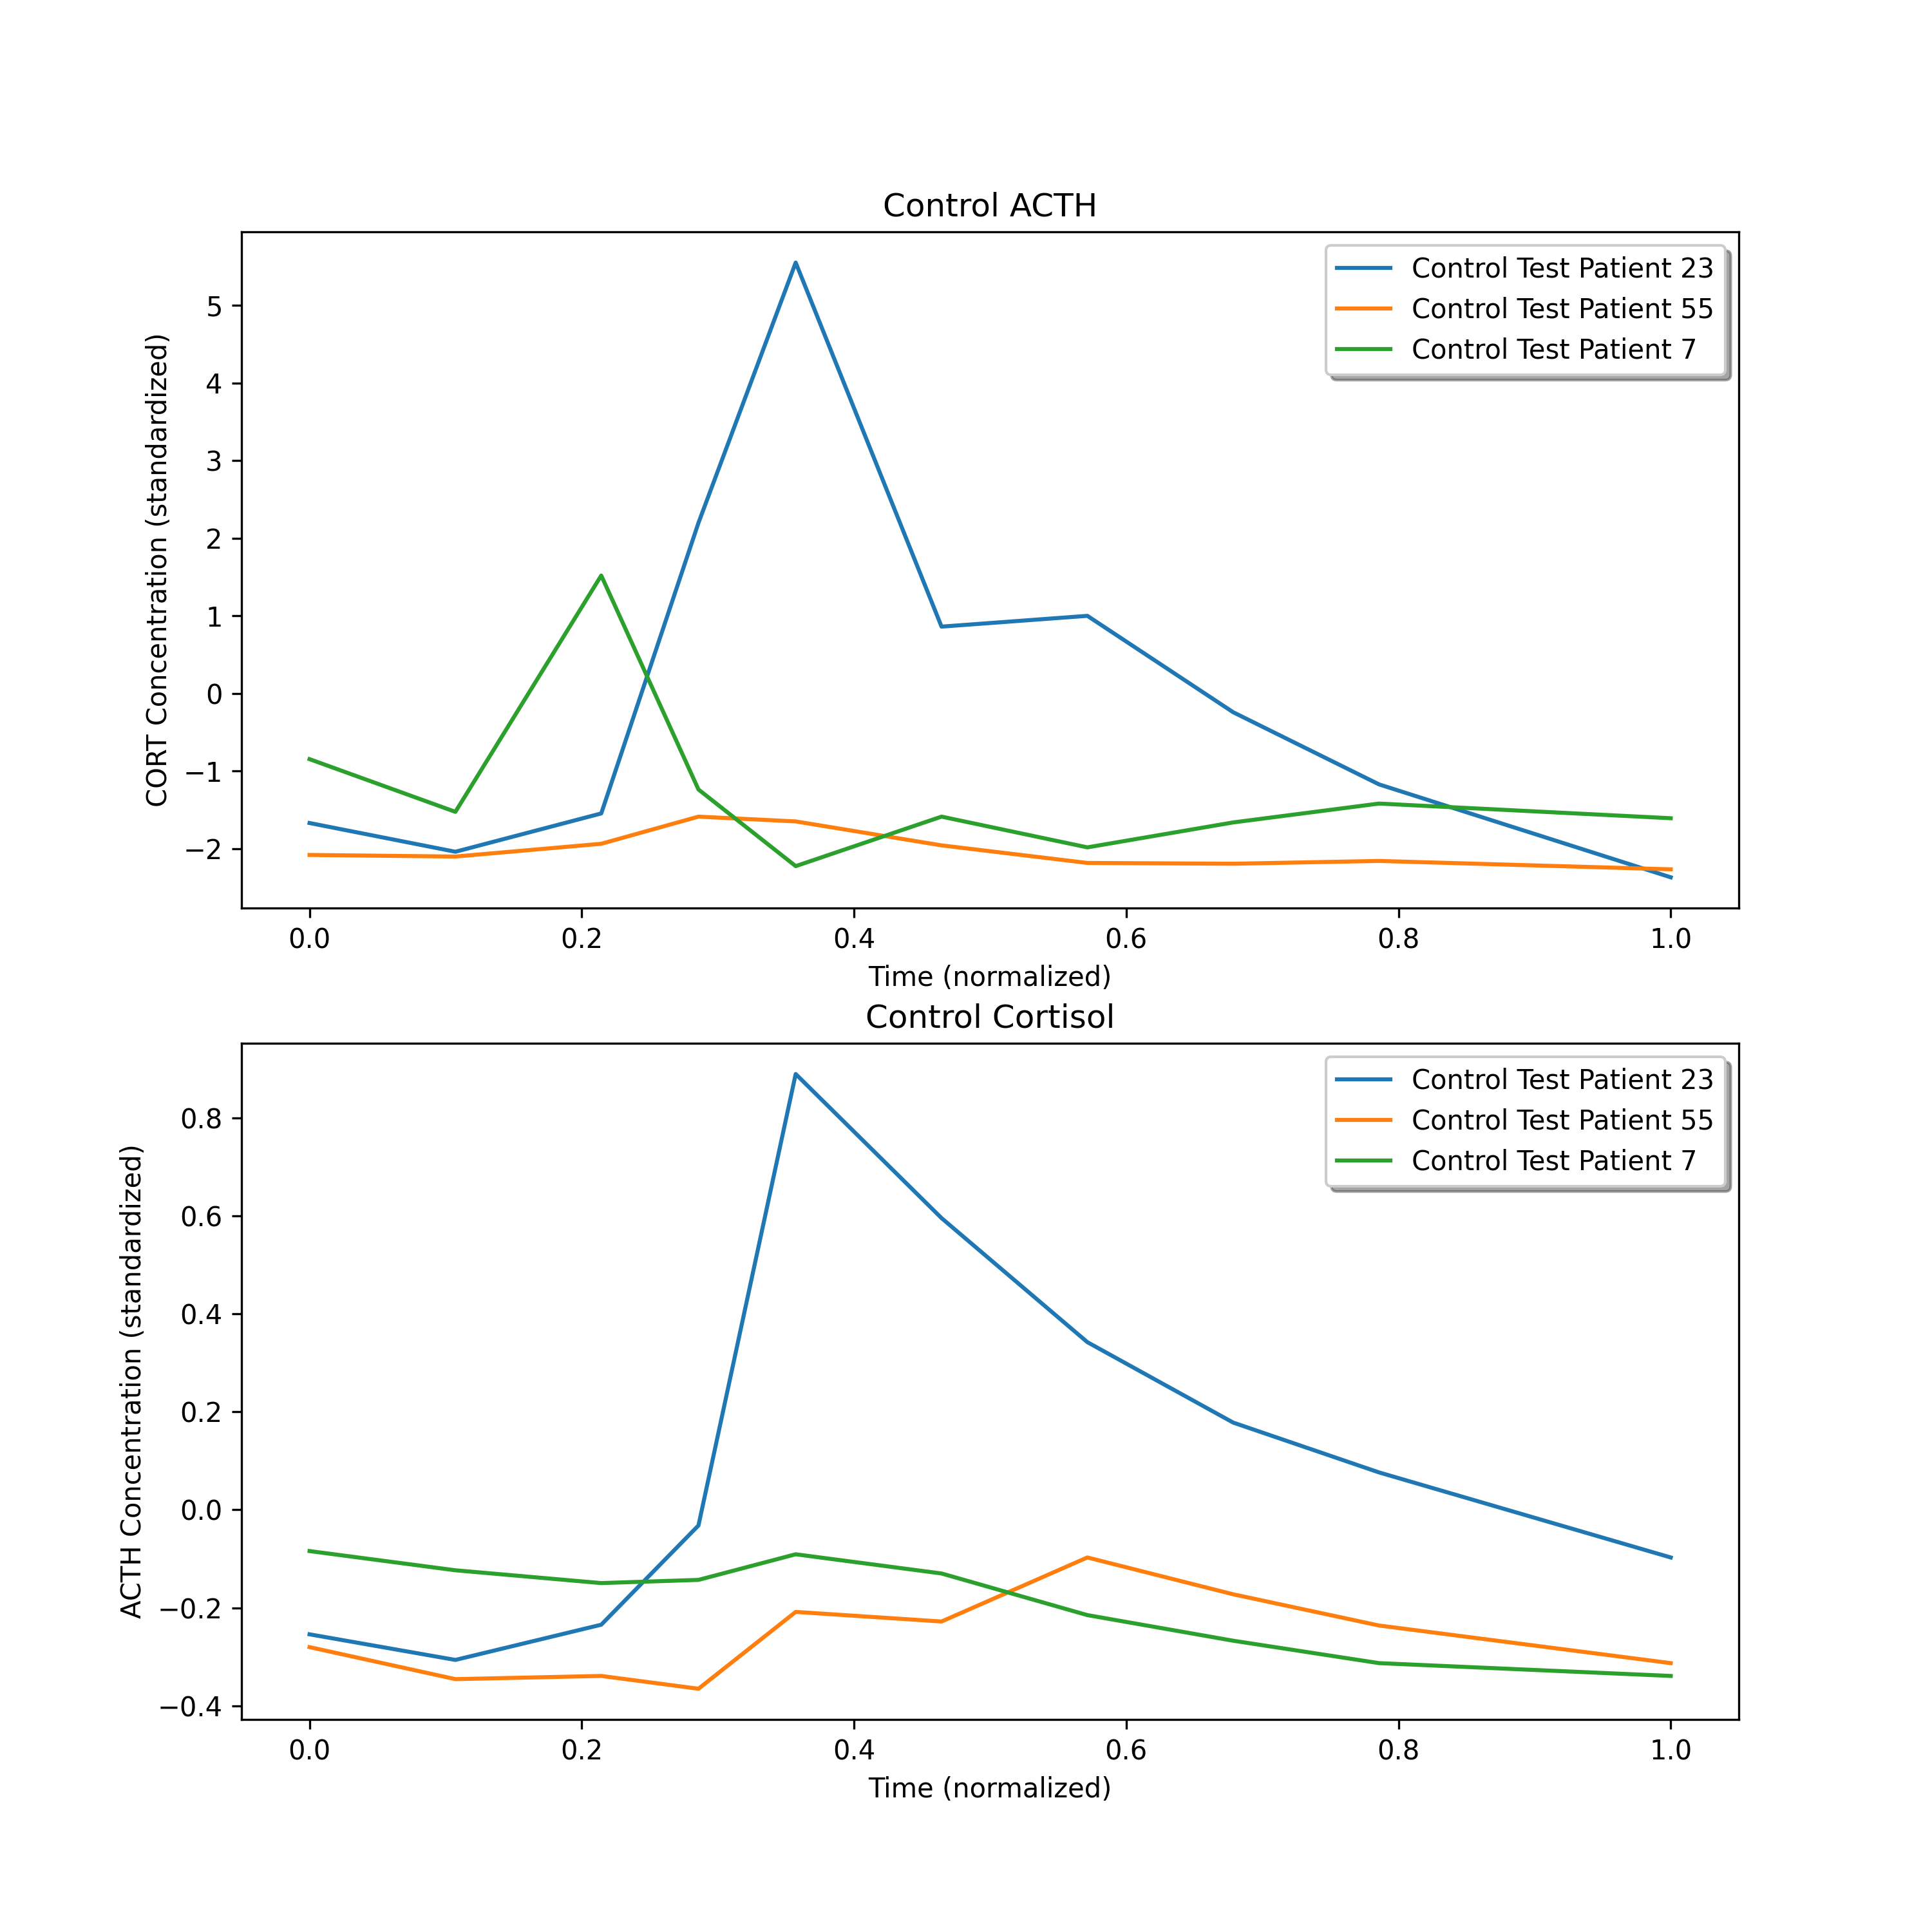 Control ACTH
CORT Concentration (standardized)
5
4
3
2
1
0
−1
−2
Control Test Patient 23
Control Test Patient 55
Control Test Patient 7
0.0 0.2 0.4 0.6 0.8 1.0
Time (normalized)
Control Cortisol
ACTH Concentration (standardized)
0.8
0.6
0.4
0.2
0.0
−0.2
−0.4
Control Test Patient 23
Control Test Patient 55
Control Test Patient 7
0.0 0.2 0.4 0.6 0.8 1.0
Time (normalized)